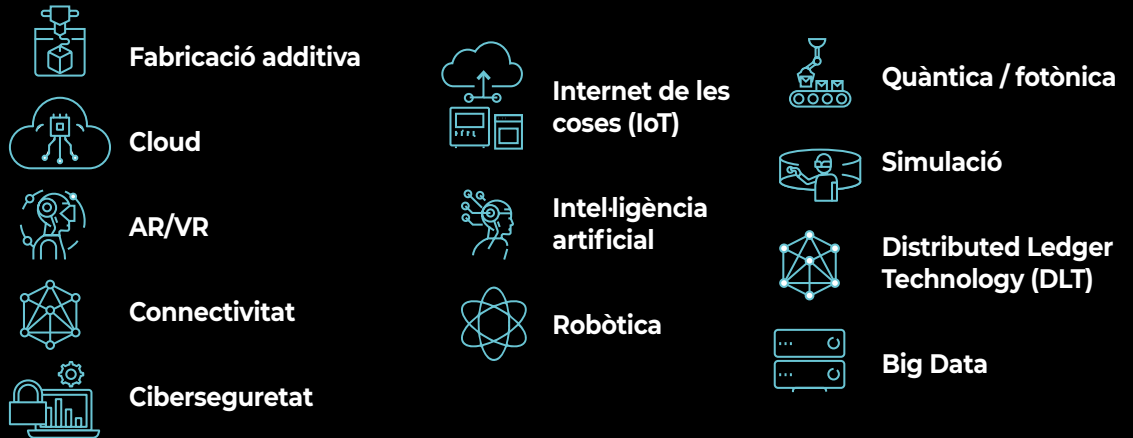 Fabricació additiva
Cloud
AR/VR
Connectivitat
Ciberseguretat
Internet de les
coses (IoT)
Intel·ligència
artificial
Robòtica
Quàntica / fotònica
Simulació
Distributed Ledger
Technology (DLT)
Big Data